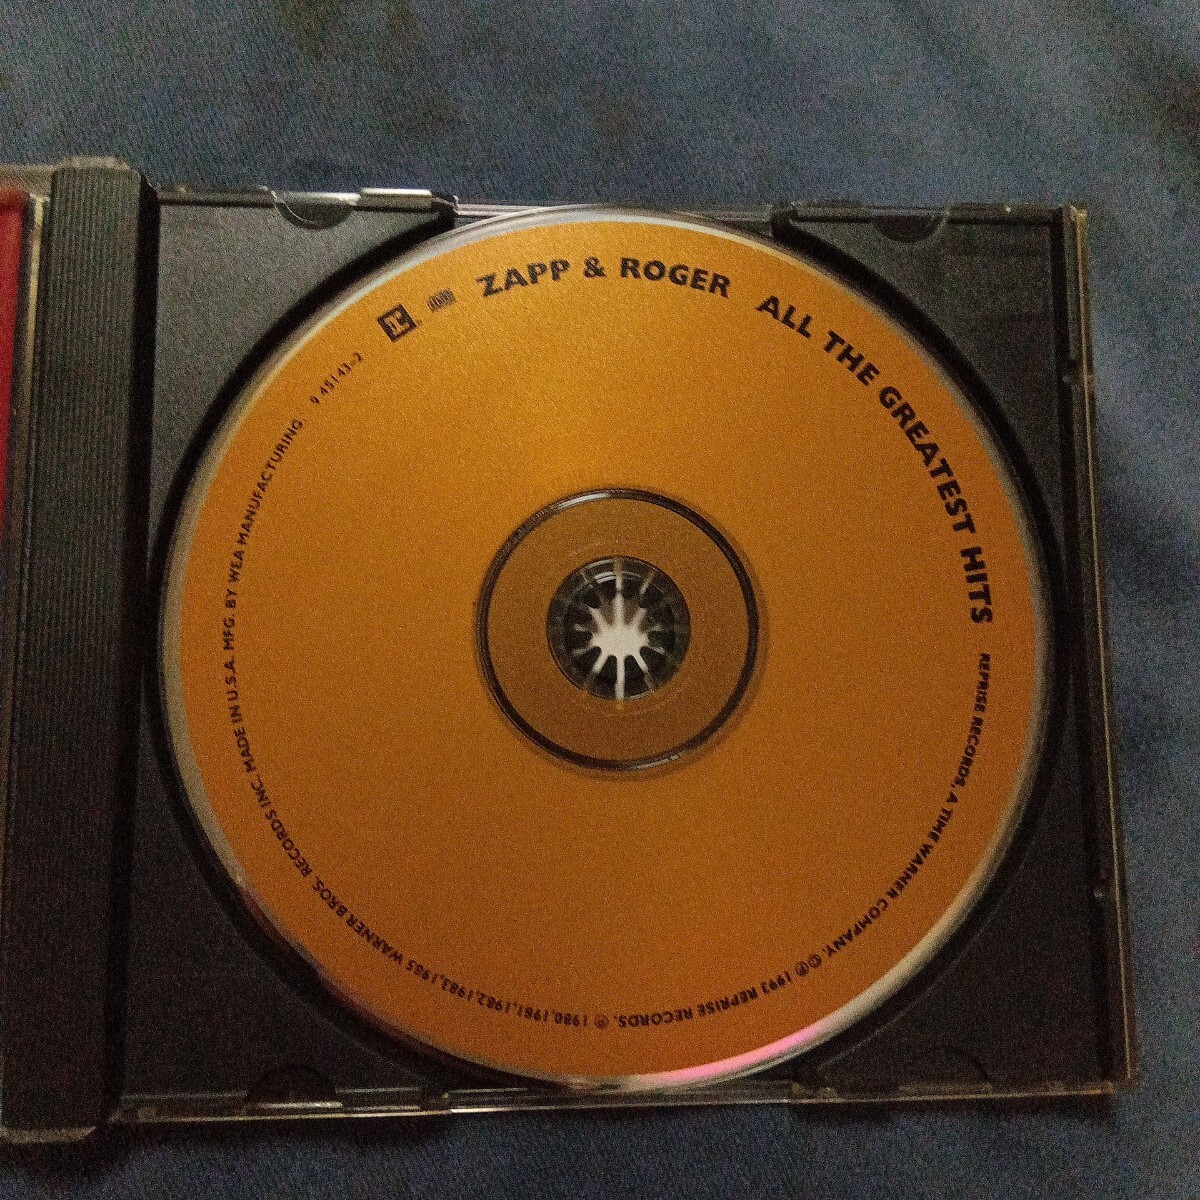 ZAPP & ROGER ALL THE GREATEST HITS
REPRISE RECORDS, A TIME WARNER COMPANY. © ℗ 1993 REPRISE RECORDS. ℗ 1980, 1981, 1982, 1983, 1985 WARNER BROS. RECORDS INC. MADE IN U.S.A. MFG. BY WEA MANUFACTURING
9 45143-2